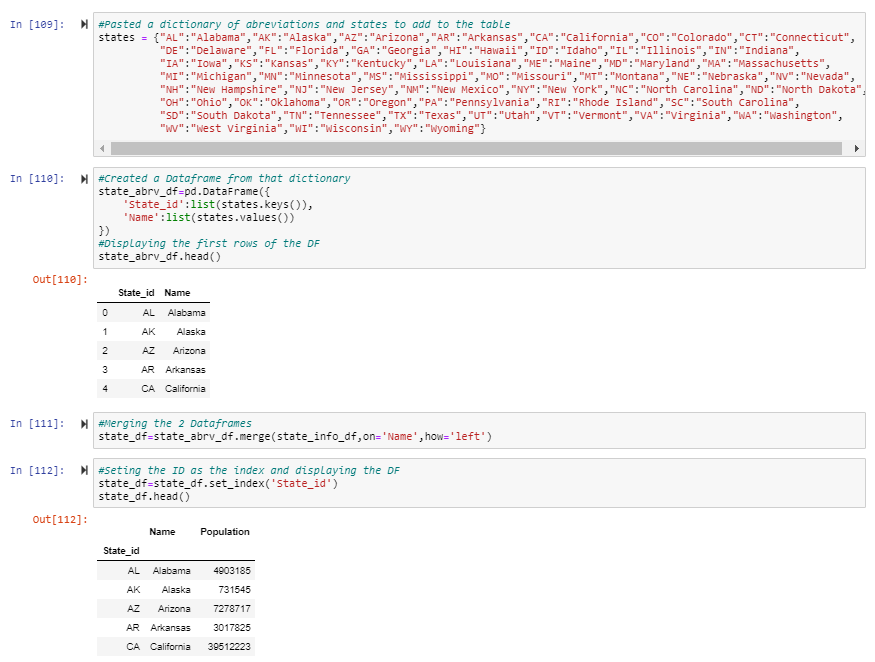 In [109]: #Pasted a dictionary of abreviations and states to add to the table
states = {"AL":"Alabama","AK":"Alaska","AZ":"Arizona","AR":"Arkansas","CA":"California","CO":"Colorado","CT":"Connecticut",
"DE":"Delaware","FL":"Florida","GA":"Georgia","HI":"Hawaii","ID":"Idaho","IL":"Illinois","IN":"Indiana",
"IA":"Iowa","KS":"Kansas","KY":"Kentucky","LA":"Louisiana","ME":"Maine","MD":"Maryland","MA":"Massachusetts",
"MI":"Michigan","MN":"Minnesota","MS":"Mississippi","MO":"Missouri","MT":"Montana","NE":"Nebraska","NV":"Nevada",
"NH":"New Hampshire","NJ":"New Jersey","NM":"New Mexico","NY":"New York","NC":"North Carolina","ND":"North Dakota",
"OH":"Ohio","OK":"Oklahoma","OR":"Oregon","PA":"Pennsylvania","RI":"Rhode Island","SC":"South Carolina",
"SD":"South Dakota","TN":"Tennessee","TX":"Texas","UT":"Utah","VT":"Vermont","VA":"Virginia","WA":"Washington",
"WV":"West Virginia","WI":"Wisconsin","WY":"Wyoming"}
In [110]: #Created a Dataframe from that dictionary
state_abrv_df=pd.DataFrame({
'State_id':list(states.keys()),
'Name':list(states.values())
})
#Displaying the first rows of the DF
state_abrv_df.head()
Out[110]:
State_id Name
0 AL Alabama
1 AK Alaska
2 AZ Arizona
3 AR Arkansas
4 CA California
In [111]: #Merging the 2 Dataframes
state_df=state_abrv_df.merge(state_info_df,on='Name',how='left')
In [112]: #Seting the ID as the index and displaying the DF
state_df=state_df.set_index('State_id')
state_df.head()
Out[112]:
Name Population
State_id
AL Alabama 4903185
AK Alaska 731545
AZ Arizona 7278717
AR Arkansas 3017825
CA California 39512223